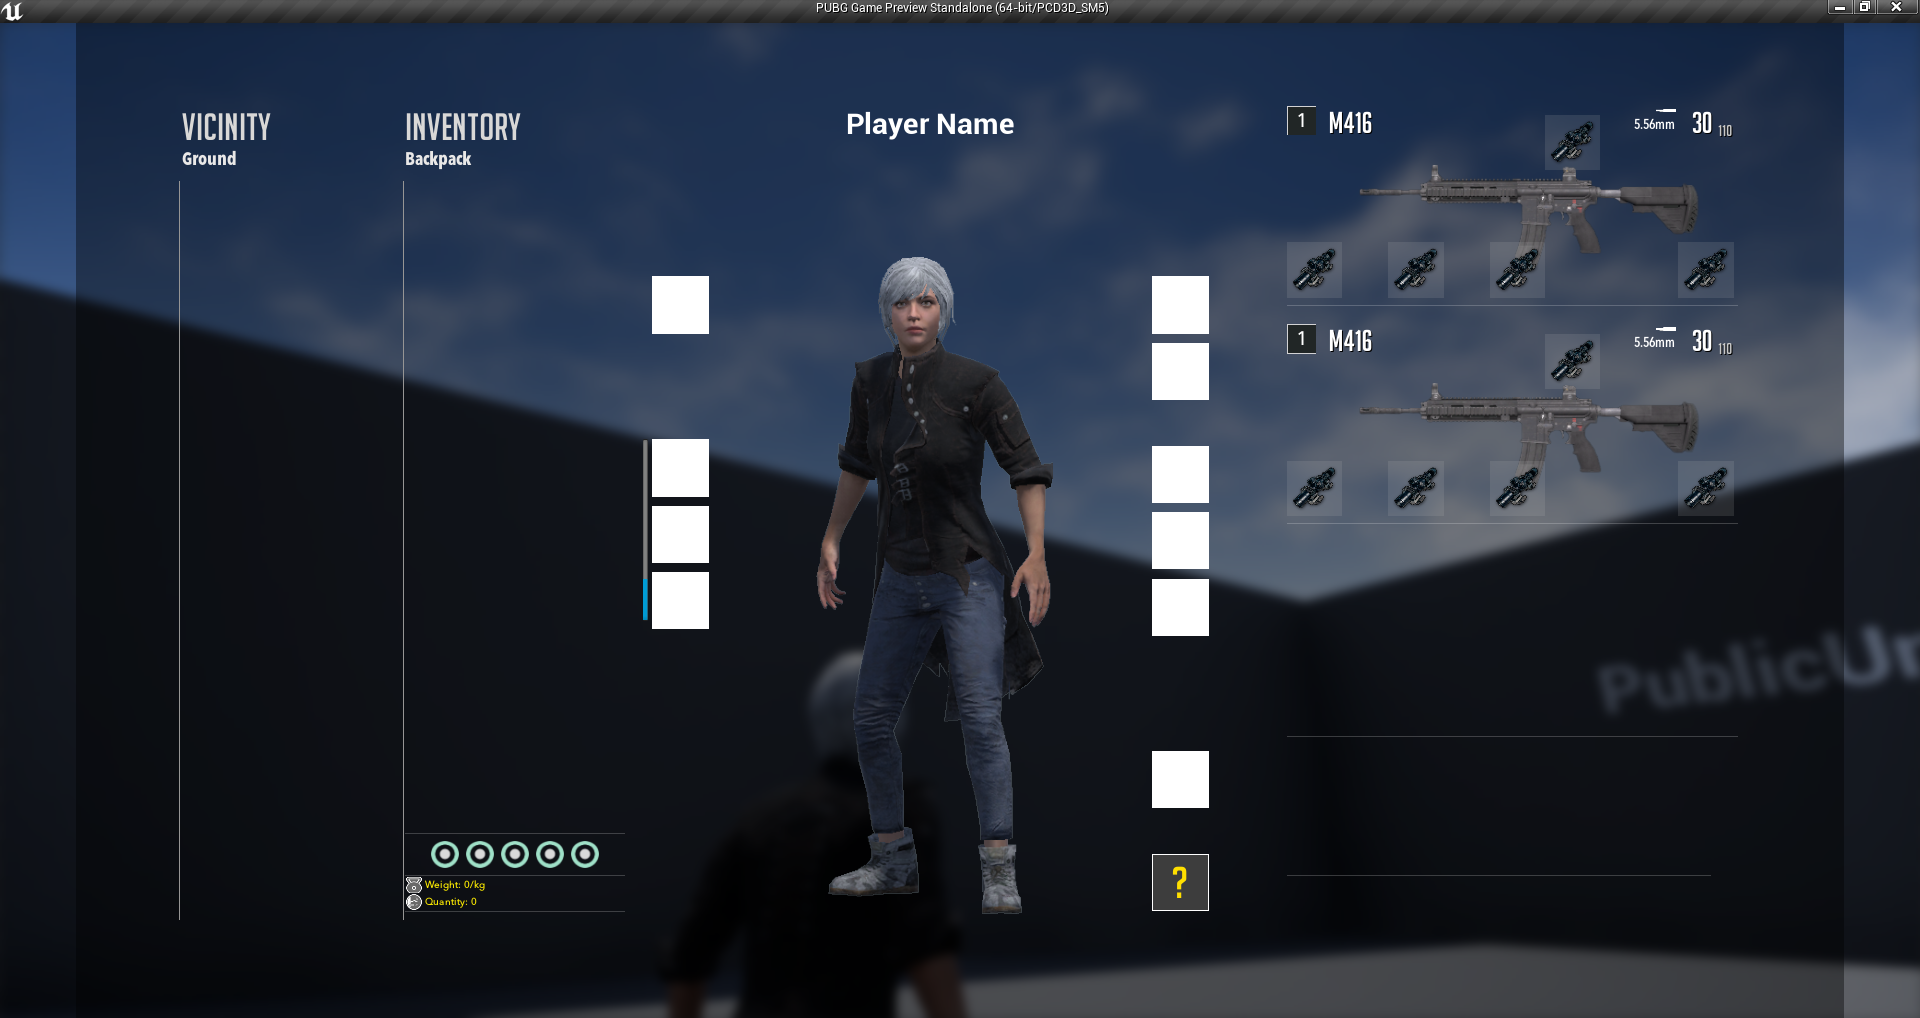 PUBG Game Preview Standalone (64-bit/PCD3D_SM5)
VICINITY
Ground
INVENTORY
Backpack
Player Name
1 M416 5.56mm 30 110
1 M416 5.56mm 30 110
?
Weight: 0/kg
Quantity: 0